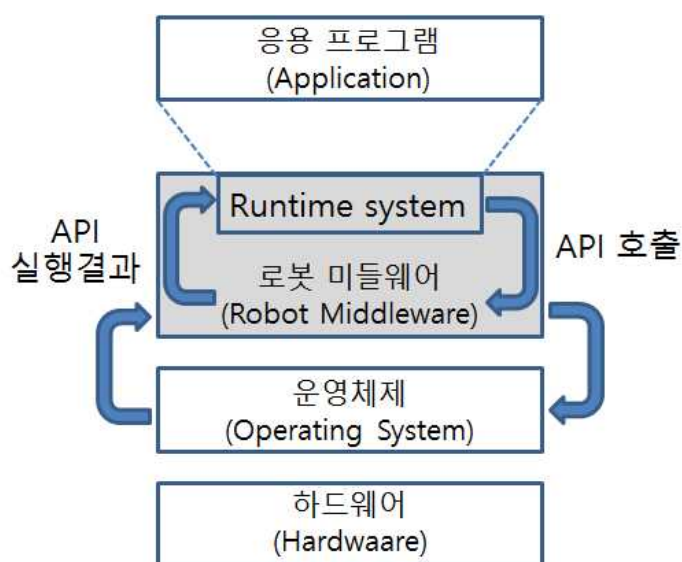 응용 프로그램
(Application)
Runtime system
API
실행결과
API 호출
로봇 미들웨어
(Robot Middleware)
운영체제
(Operating System)
하드웨어
(Hardwaare)